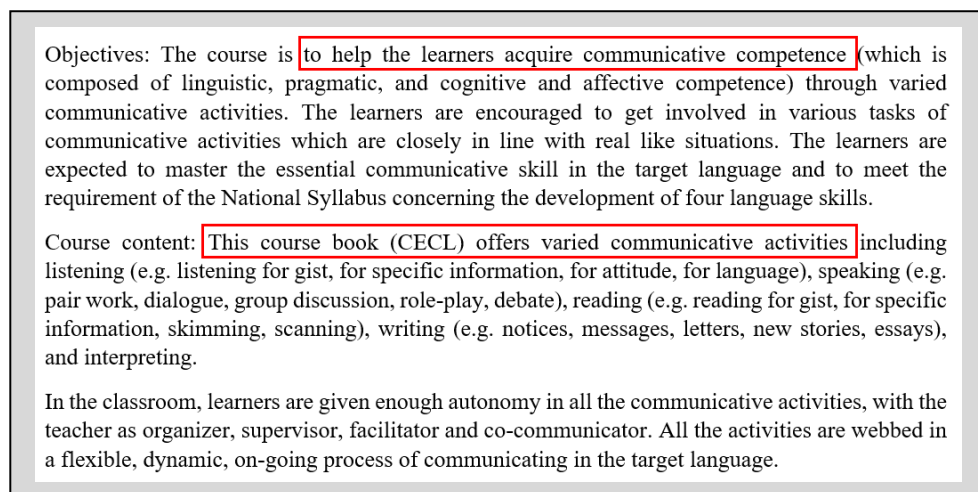 Objectives: The course is to help the learners acquire communicative competence (which is
composed of linguistic, pragmatic, and cognitive and affective competence) through varied
communicative activities. The learners are encouraged to get involved in various tasks of
communicative activities which are closely in line with real like situations. The learners are
expected to master the essential communicative skill in the target language and to meet the
requirement of the National Syllabus concerning the development of four language skills.
Course content: This course book (CECL) offers varied communicative activities including
listening (e.g. listening for gist, for specific information, for attitude, for language), speaking (e.g.
pair work, dialogue, group discussion, role-play, debate), reading (e.g. reading for gist, for specific
information, skimming, scanning), writing (e.g. notices, messages, letters, new stories, essays),
and interpreting.
In the classroom, learners are given enough autonomy in all the communicative activities, with the
teacher as organizer, supervisor, facilitator and co-communicator. All the activities are webbed in
a flexible, dynamic, on-going process of communicating in the target language.